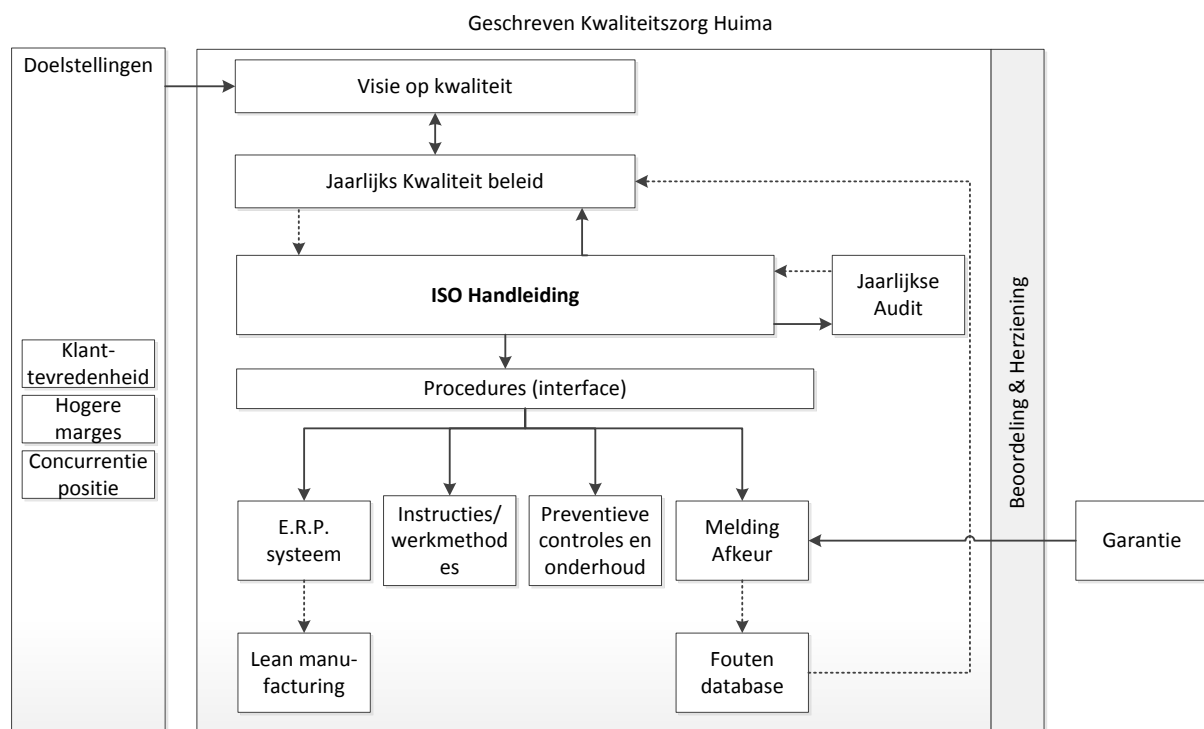 Geschreven Kwaliteitszorg Huima
Doelstellingen
Visie op kwaliteit
Jaarlijks Kwaliteit beleid
ISO Handleiding
Jaarlijkse
Audit
Klant-
tevredenheid
Hogere
marges
Concurrentie
positie
Procedures (interface)
E.R.P.
systeem
Instructies/
werkmethod
es
Preventieve
controles en
onderhoud
Melding
Afkeur
Garantie
Lean manu-
facturing
Fouten
database
Beoordeling & Herziening